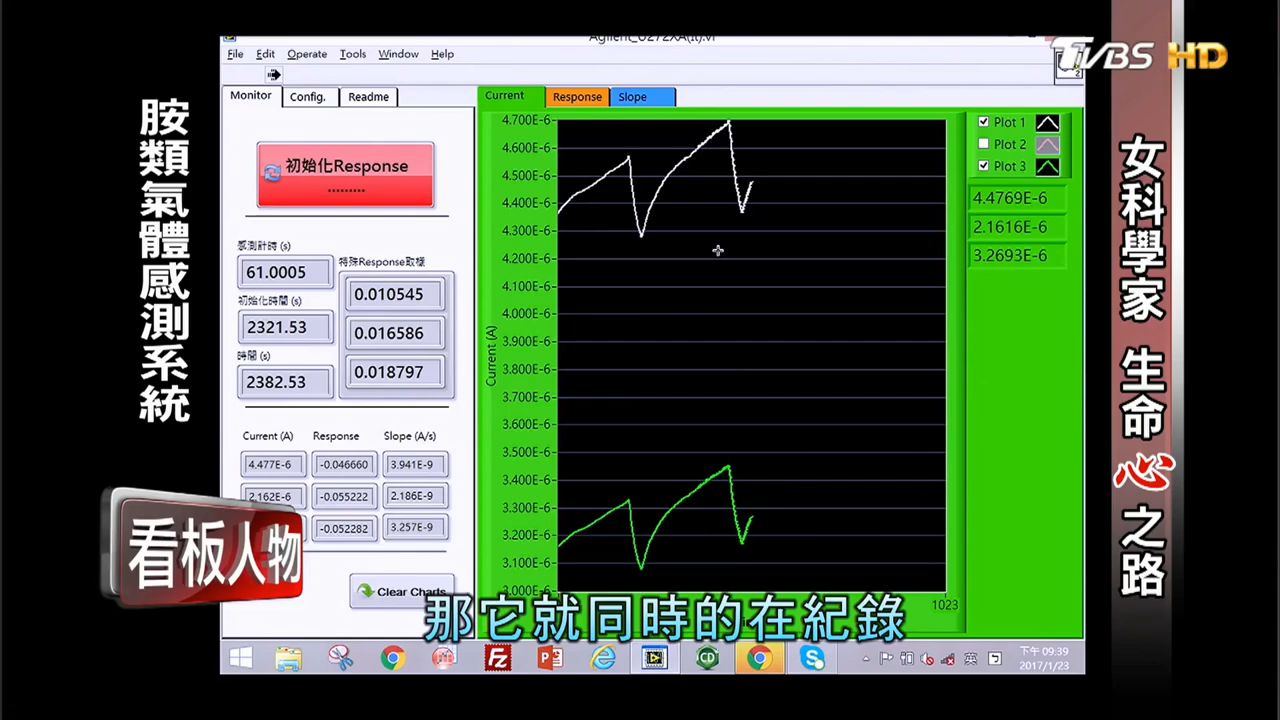 TVBS HD
胺類氣體感測系統
女科學家 生命 心 之路
Agilent_U272XA(II).vi
File Edit Operate Tools Window Help
Monitor Config. Readme
初始化Response
.........
感測計時 (s)
61.0005
初始化時間 (s)
2321.53
時間 (s)
2382.53
特殊Response取樣
0.010545
0.016586
0.018797
Current (A) Response Slope (A/s)
4.477E-6 -0.046660 3.941E-9
2.162E-6 -0.055222 2.186E-9
-0.052282 3.257E-9
Clear Charts
Current Response Slope
4.700E-6
4.600E-6
4.500E-6
4.400E-6
4.300E-6
4.200E-6
4.100E-6
4.000E-6
3.900E-6
3.800E-6
3.700E-6
3.600E-6
3.500E-6
3.400E-6
3.300E-6
3.200E-6
3.100E-6
3.000E-6
Current (A)
1023
Plot 1
Plot 2
Plot 3
4.4769E-6
2.1616E-6
3.2693E-6
看板人物
那它就同時的在紀錄
英
下午 09:39
2017/1/23